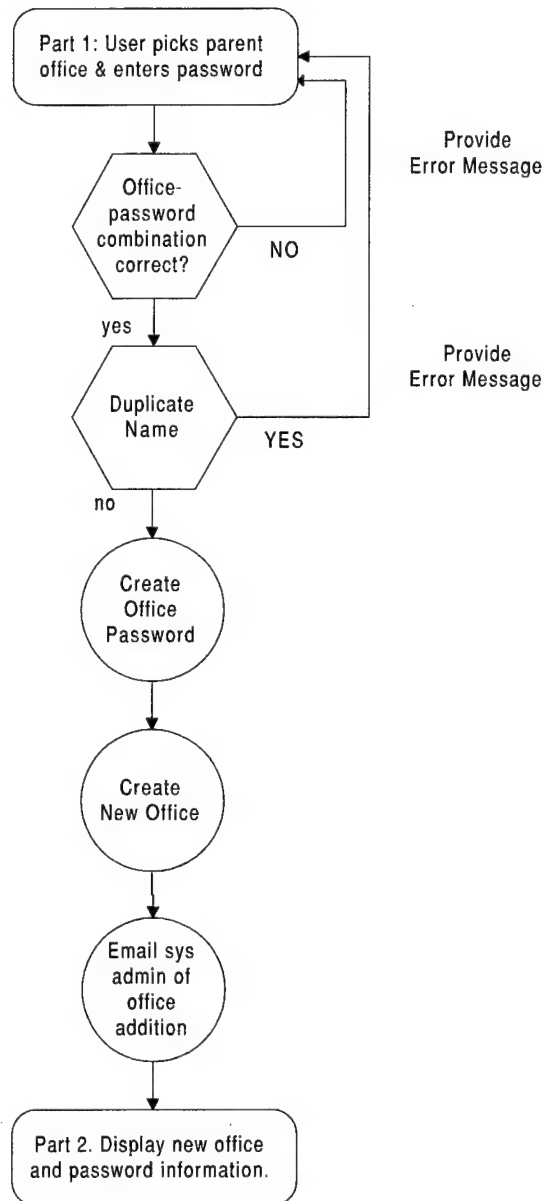 Part 1: User picks parent
office & enters password
Provide
Error Message
Office-
password
combination
correct?
NO
yes
Provide
Error Message
Duplicate
Name
YES
no
Create
Office
Password
Create
New Office
Email sys
admin of
office
addition
Part 2. Display new office
and password information.